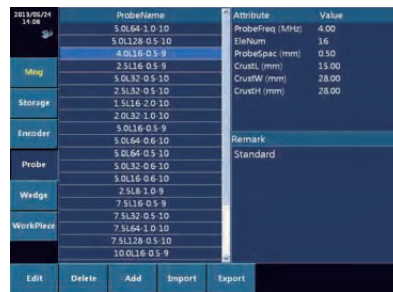 2013/05/24
14:06
Mng
Storage
Encoder
Probe
Wedge
WorkPiece
ProbeName
5.0L64-1.0-10
5.0L128-0.5-10
4.0L16-0.5-9
2.5L16-0.5-9
5.0L32-0.5-10
2.5L32-0.5-10
1.5L16-2.0-10
2.0L32-1.0-10
5.0L16-0.5-9
5.0L64-0.6-10
5.0L64-0.5-10
5.0L32-0.6-10
5.0L16-0.6-10
2.5L8-1.0-9
7.5L16-0.5-9
7.5L32-0.5-10
7.5L64-1.0-10
7.5L128-0.5-10
10.0L16-0.5-9
Attribute Value
ProbeFreq (MHz) 4.00
EleNum 16
ProbeSpac (mm) 0.50
CrustL (mm) 15.00
CrustW (mm) 28.00
CrustH (mm) 28.00
Remark
Standard
Edit Delete Add Import Export